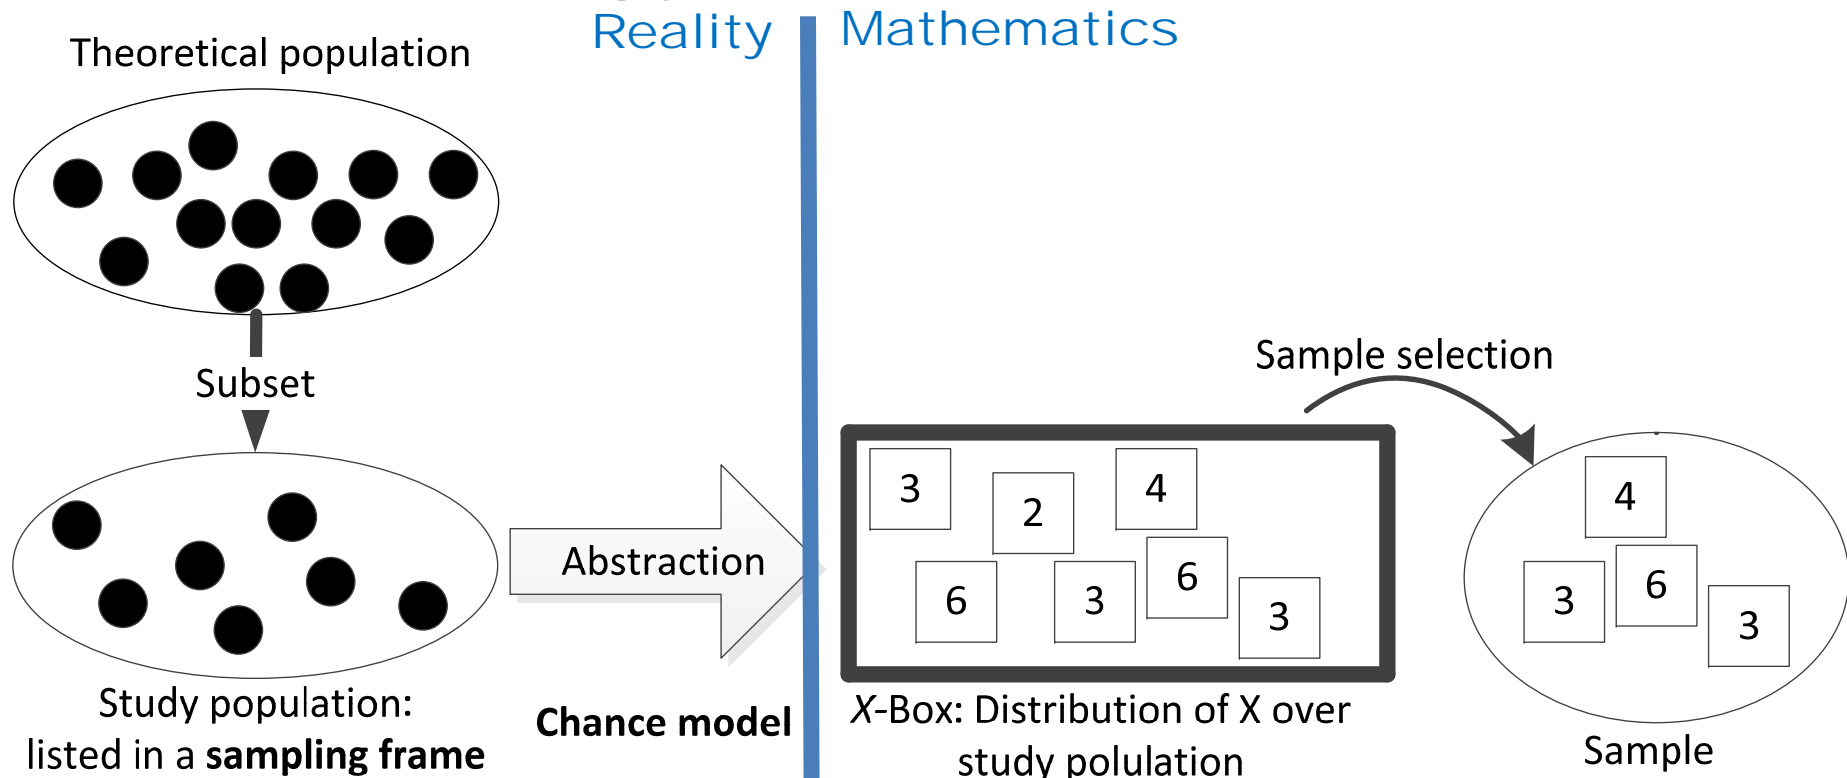 Reality
Mathematics
Theoretical population
Subset
Study population:
listed in a sampling frame
Abstraction
Chance model
3
2
4
6
3
6
3
X-Box: Distribution of X over
study polulation
Sample selection
4
3
6
3
Sample